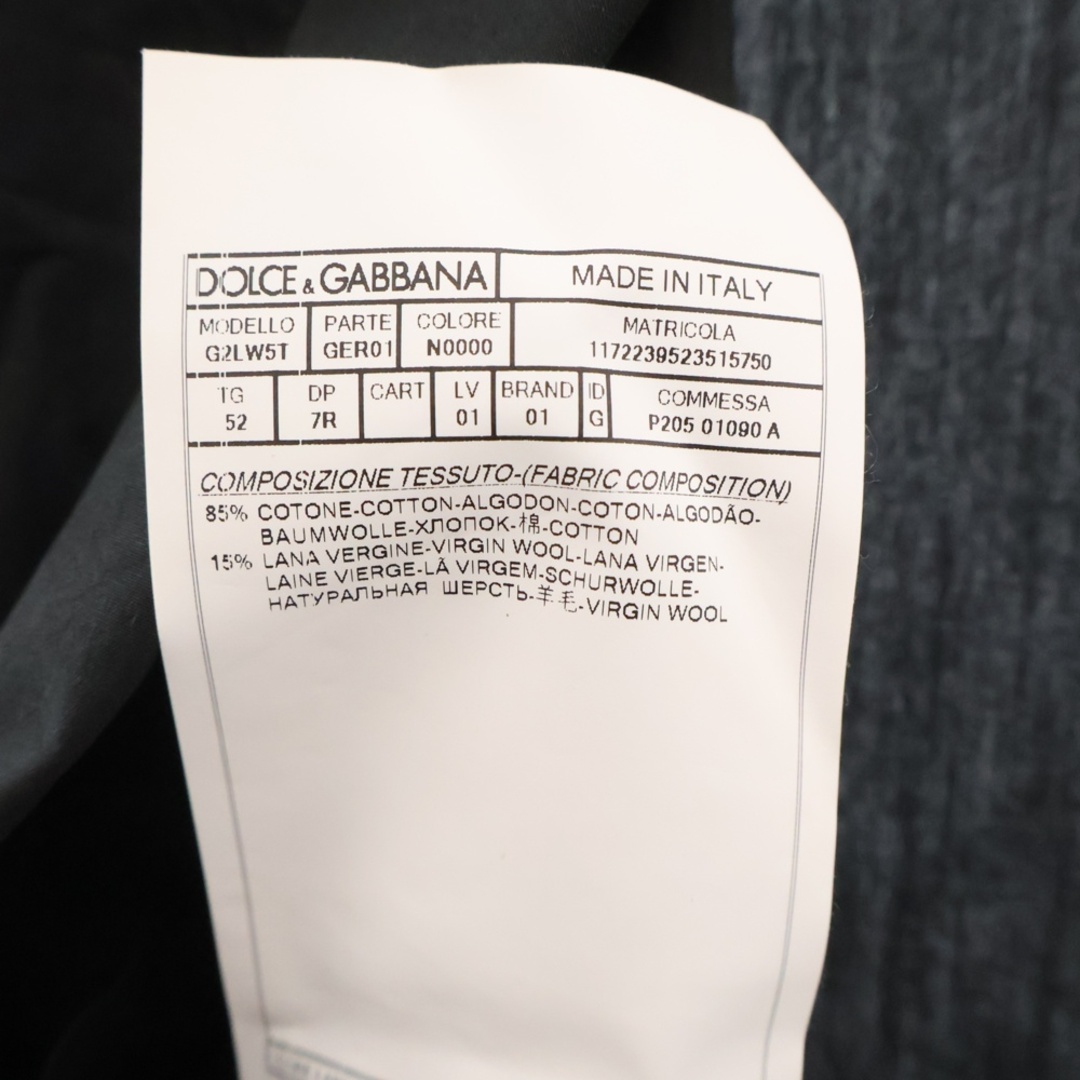 DOLCE & GABBANA MADE IN ITALY
MODELLO PARTE COLORE MATRICOLA
G2LW5T GER01 N0000 1172239523515750
TG DP CART LV BRAND ID COMMESSA
52 7R 01 01 G P205 01090 A
COMPOSIZIONE TESSUTO-(FABRIC COMPOSITION)
85% COTONE-COTTON-ALGODON-COTON-ALGODÃO-
BAUMWOLLE-ХЛОПОК-棉-COTTON
15% LANA VERGINE-VIRGIN WOOL-LANA VIRGEN-
LAINE VIERGE-LÃ VIRGEM-SCHURWOLLE-
НАТУРАЛЬНАЯ ШЕРСТЬ-羊毛-VIRGIN WOOL